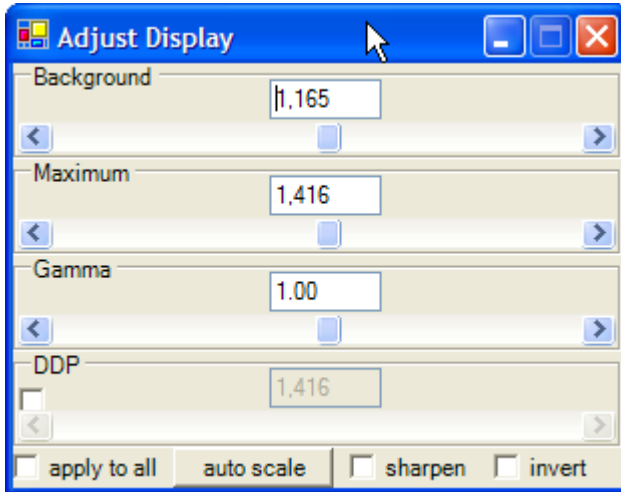 Adjust Display
Background
1,165
Maximum
1,416
Gamma
1.00
DDP
1,416
apply to all auto scale sharpen invert